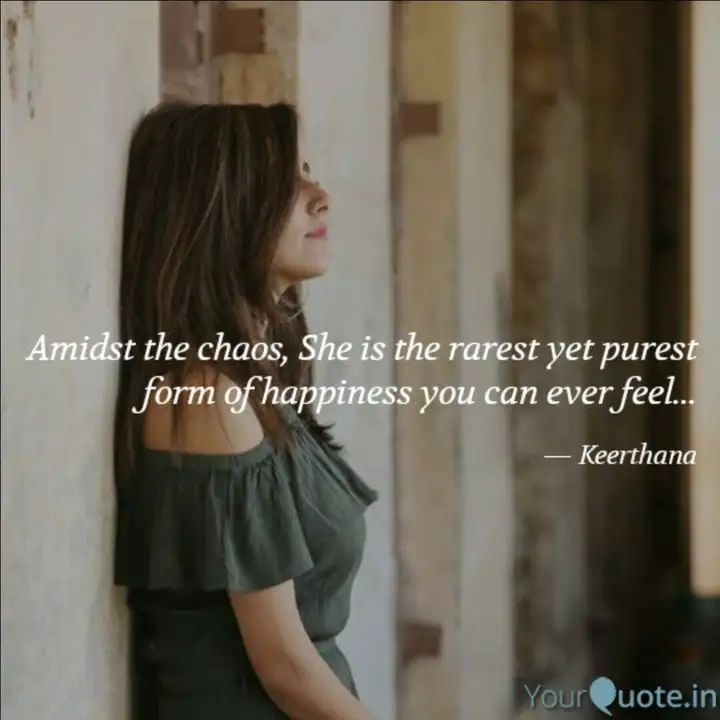 Amidst the chaos, She is the rarest yet purest
form of happiness you can ever feel...
— Keerthana
YourQuote.in